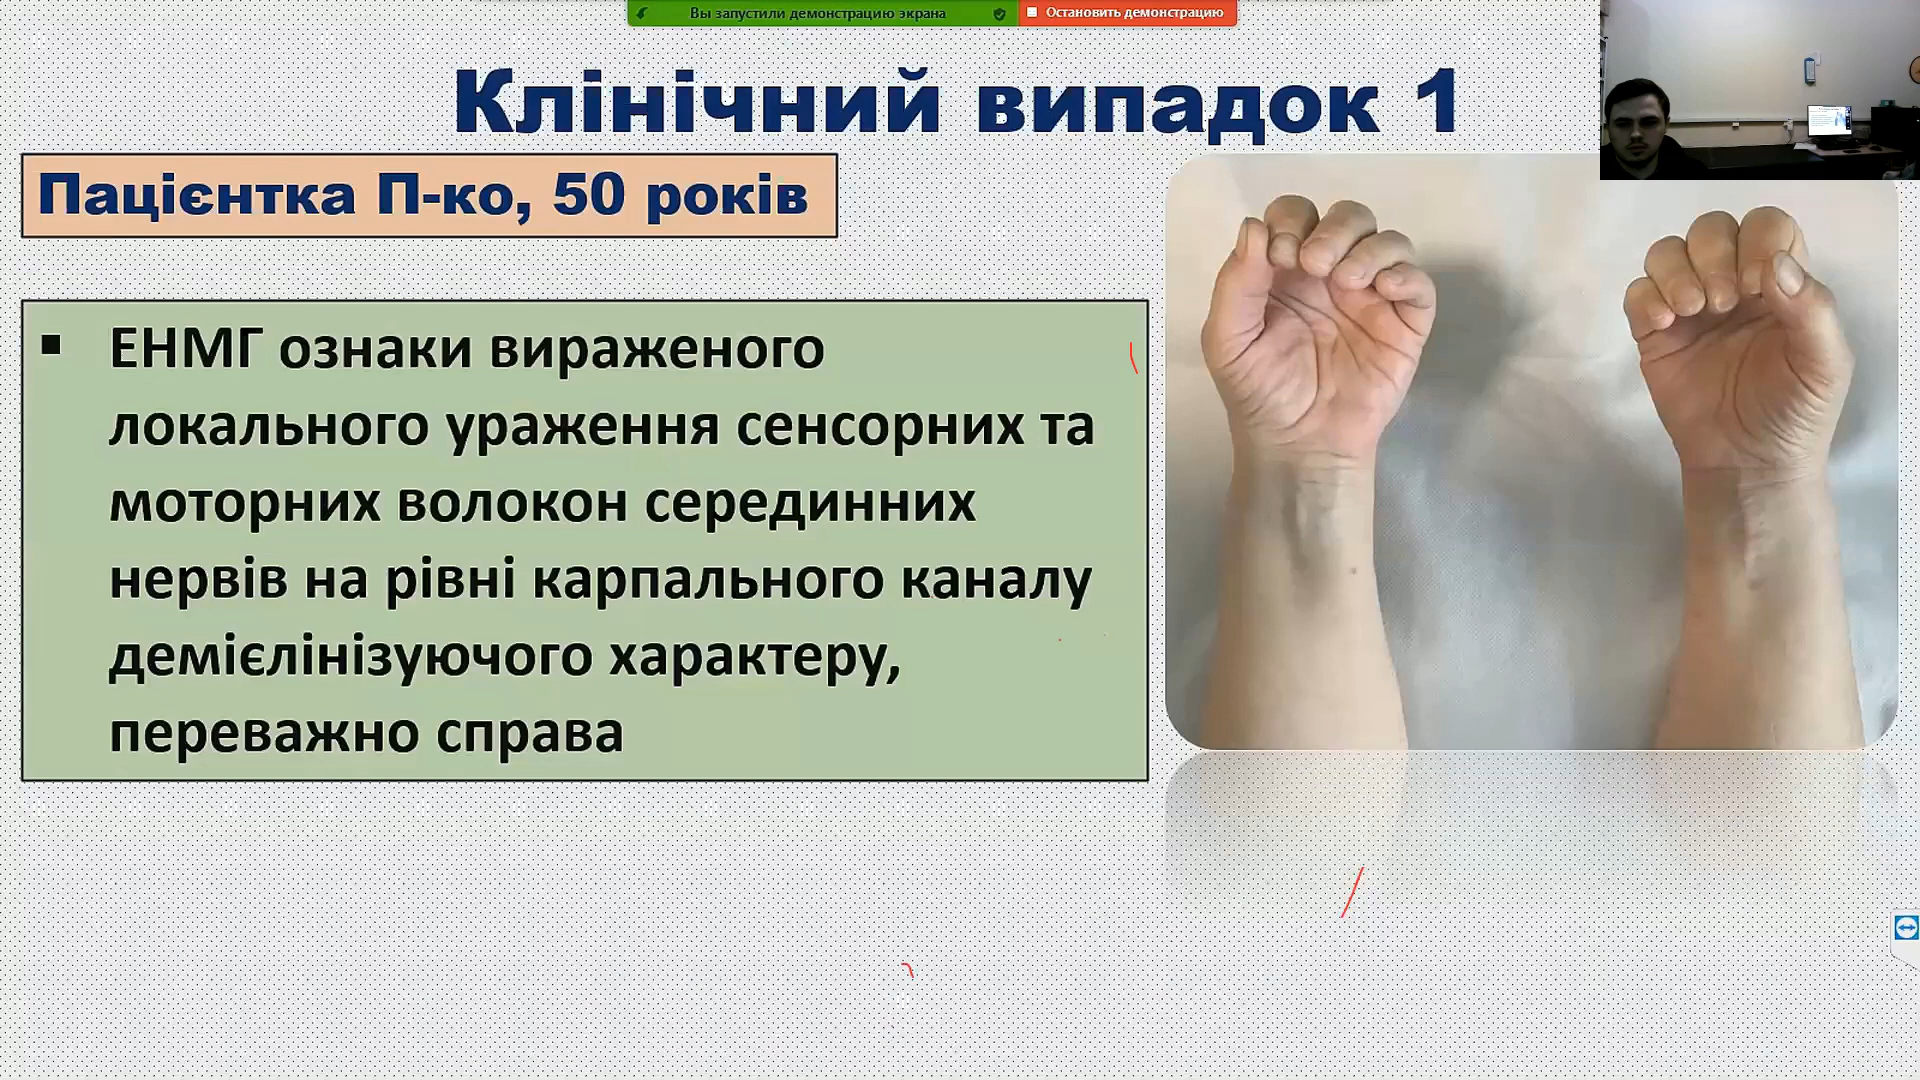 Вы запустили демонстрацию экрана
Остановить демонстрацию
Клінічний випадок 1
Пацієнтка П-ко, 50 років
ЕНМГ ознаки вираженого
локального ураження сенсорних та
моторних волокон серединних
нервів на рівні карпального каналу
демієлінізуючого характеру,
переважно справа